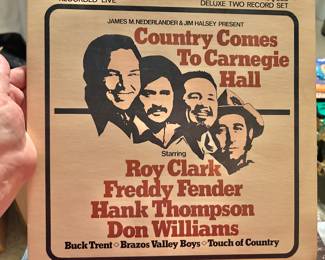 RECORDED LIVE
DELUXE TWO RECORD SET
JAMES M. NEDERLANDER & JIM HALSEY PRESENT
Country Comes
To Carnegie
Hall
Starring
Roy Clark
Freddy Fender
Hank Thompson
Don Williams
Buck Trent ◇ Brazos Valley Boys ◇ Touch of Country